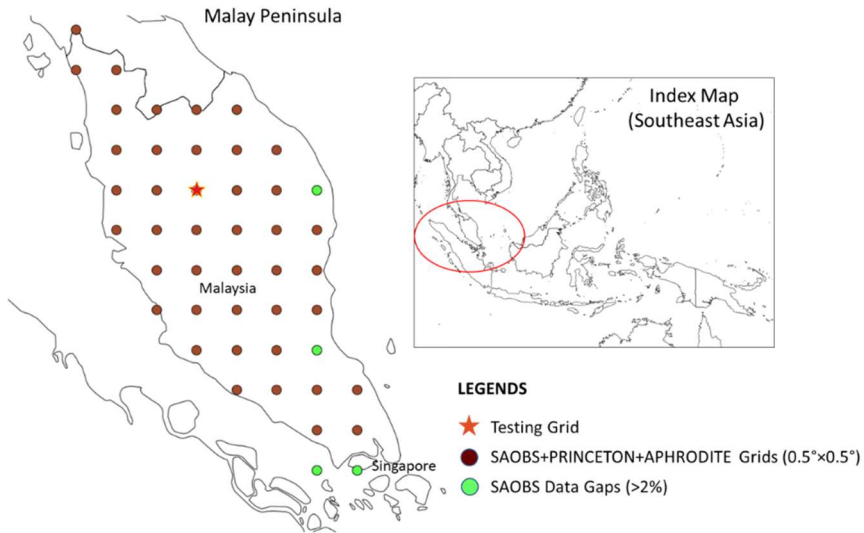 Malay Peninsula
Index Map
(Southeast Asia)
Malaysia
Singapore
LEGENDS
Testing Grid
SAOBS+PRINCETON+APHRODITE Grids (0.5°×0.5°)
SAOBS Data Gaps (>2%)